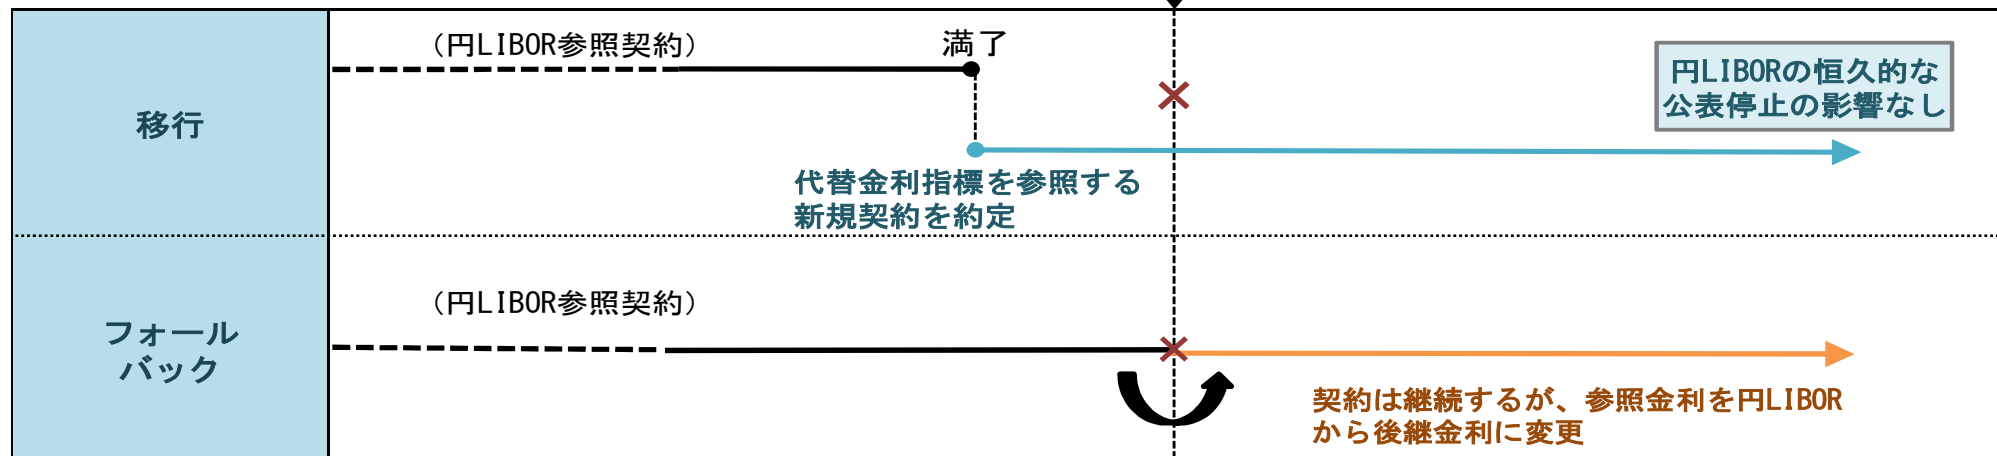 移行
(円LIBOR参照契約)
満了
円LIBORの恒久的な
公表停止の影響なし
代替金利指標を参照する
新規契約を約定
フォール
バック
(円LIBOR参照契約)
契約は継続するが、参照金利を円LIBOR
から後継金利に変更